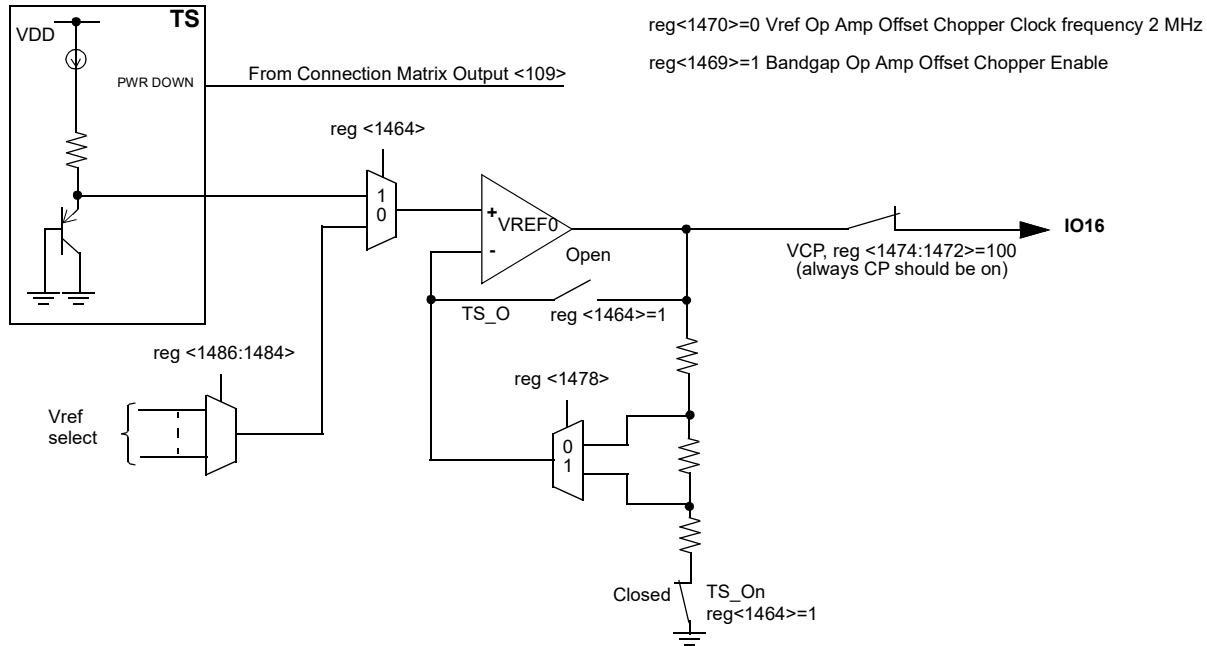 TS
VDD
PWR DOWN
From Connection Matrix Output <109>
reg<1470>=0 Vref Op Amp Offset Chopper Clock frequency 2 MHz
reg<1469>=1 Bandgap Op Amp Offset Chopper Enable
reg <1464>
1
0
+
VREF0
-
Open
TS_O
reg <1464>=1
VCP, reg <1474:1472>=100
(always CP should be on)
IO16
reg <1486:1484>
Vref
select
reg <1478>
0
1
Closed
TS_On
reg<1464>=1